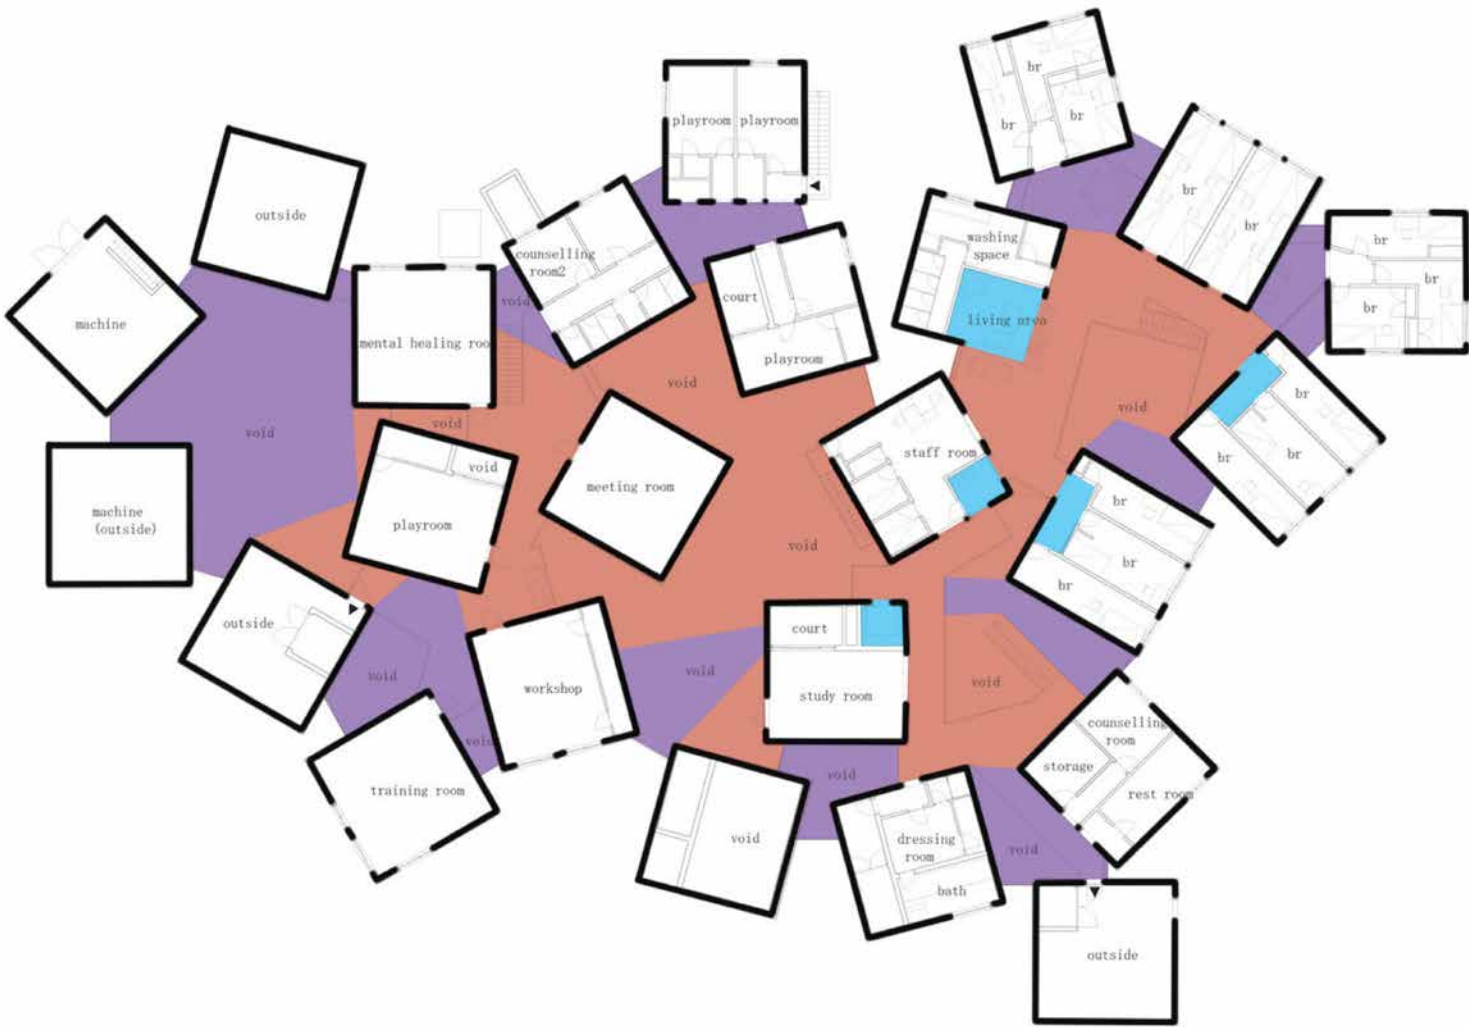 br
br
br
playroom
playroom
br
br
outside
washing
space
br
br
br
counselling
room2
court
void
living area
machine
mental healing roo
playroom
void
br
void
void
void
void
br
br
staff room
meeting room
br
machine
(outside)
playroom
void
br
br
outside
court
void
void
workshop
study room
void
counselling
room
void
void
storage
training room
rest room
void
dressing
room
void
bath
outside